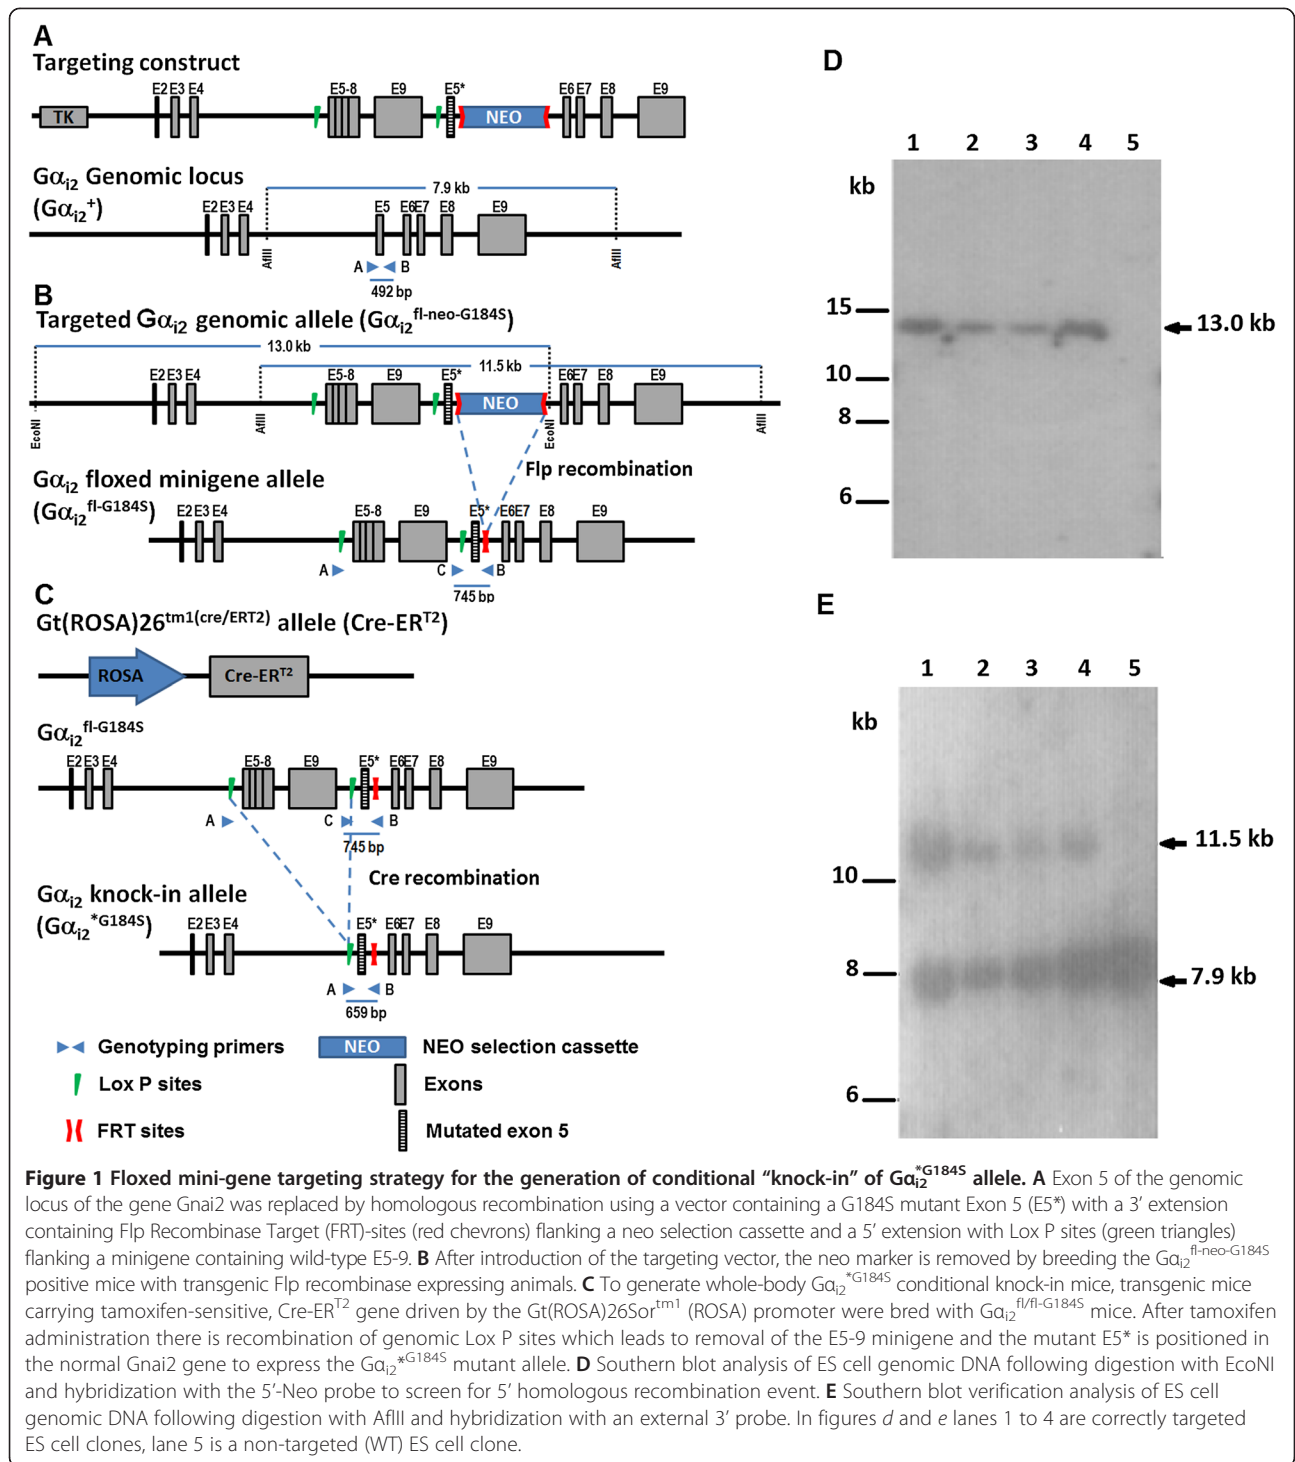 A
Targeting construct
TK
E2 E3 E4 E5-8 E9 E5* NEO E6 E7 E8 E9
Gαi2 Genomic locus
(Gαi2+)
7.9 kb
E2 E3 E4 E5 E6 E7 E8 E9
AflII AflII
A B
492 bp
B
Targeted Gαi2 genomic allele (Gαi2fl-neo-G184S)
13.0 kb
11.5 kb
E2 E3 E4 E5-8 E9 E5* NEO E6 E7 E8 E9
EcoNI AflII EcoNI AflII
Flp recombination
Gαi2 floxed minigene allele
(Gαi2fl-G184S)
E2 E3 E4 E5-8 E9 E5* E6 E7 E8 E9
A C B
745 bp
C
Gt(ROSA)26tm1(cre/ERT2) allele (Cre-ERT2)
ROSA Cre-ERT2
Gαi2fl-G184S
E2 E3 E4 E5-8 E9 E5* E6 E7 E8 E9
A C B
745 bp
Cre recombination
Gαi2 knock-in allele
(Gαi2*G184S)
E2 E3 E4 E5* E6 E7 E8 E9
A B
659 bp
Genotyping primers NEO NEO selection cassette
Lox P sites Exons
FRT sites Mutated exon 5
D
1 2 3 4 5
kb
15
13.0 kb
10
8
6
E
1 2 3 4 5
kb
11.5 kb
10
8
7.9 kb
6
Figure 1 Floxed mini-gene targeting strategy for the generation of conditional “knock-in” of Gαi2*G184S allele. A Exon 5 of the genomic
locus of the gene Gnai2 was replaced by homologous recombination using a vector containing a G184S mutant Exon 5 (E5*) with a 3’ extension
containing Flp Recombinase Target (FRT)-sites (red chevrons) flanking a neo selection cassette and a 5’ extension with Lox P sites (green triangles)
flanking a minigene containing wild-type E5-9. B After introduction of the targeting vector, the neo marker is removed by breeding the Gαi2fl-neo-G184S
positive mice with transgenic Flp recombinase expressing animals. C To generate whole-body Gαi2*G184S conditional knock-in mice, transgenic mice
carrying tamoxifen-sensitive, Cre-ERT2 gene driven by the Gt(ROSA)26Sortm1 (ROSA) promoter were bred with Gαi2fl/fl-G184S mice. After tamoxifen
administration there is recombination of genomic Lox P sites which leads to removal of the E5-9 minigene and the mutant E5* is positioned in
the normal Gnai2 gene to express the Gαi2*G184S mutant allele. D Southern blot analysis of ES cell genomic DNA following digestion with EcoNI
and hybridization with the 5’-Neo probe to screen for 5’ homologous recombination event. E Southern blot verification analysis of ES cell
genomic DNA following digestion with AflII and hybridization with an external 3’ probe. In figures d and e lanes 1 to 4 are correctly targeted
ES cell clones, lane 5 is a non-targeted (WT) ES cell clone.